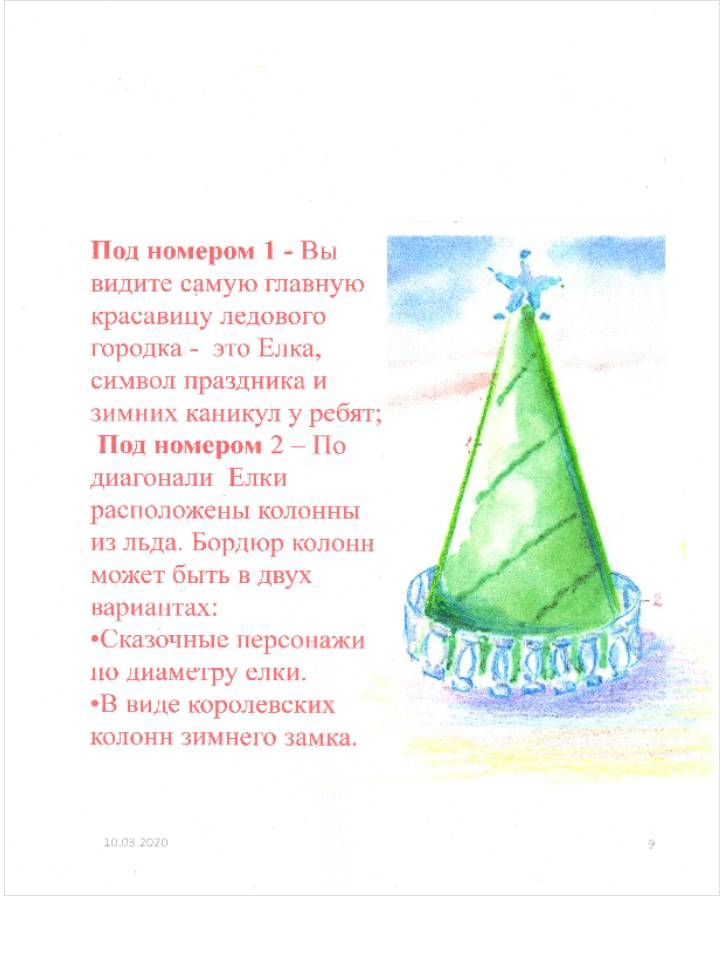 Под номером 1 - Вы
видите самую главную
красавицу ледового
городка - это Елка,
символ праздника и
зимних каникул у ребят;
Под номером 2 – По
диагонали Елки
расположены колонны
из льда. Бордюр колонн
может быть в двух
вариантах:
•Сказочные персонажи
по диаметру елки.
•В виде королевских
колонн зимнего замка.
1
2
10.03.2020
9